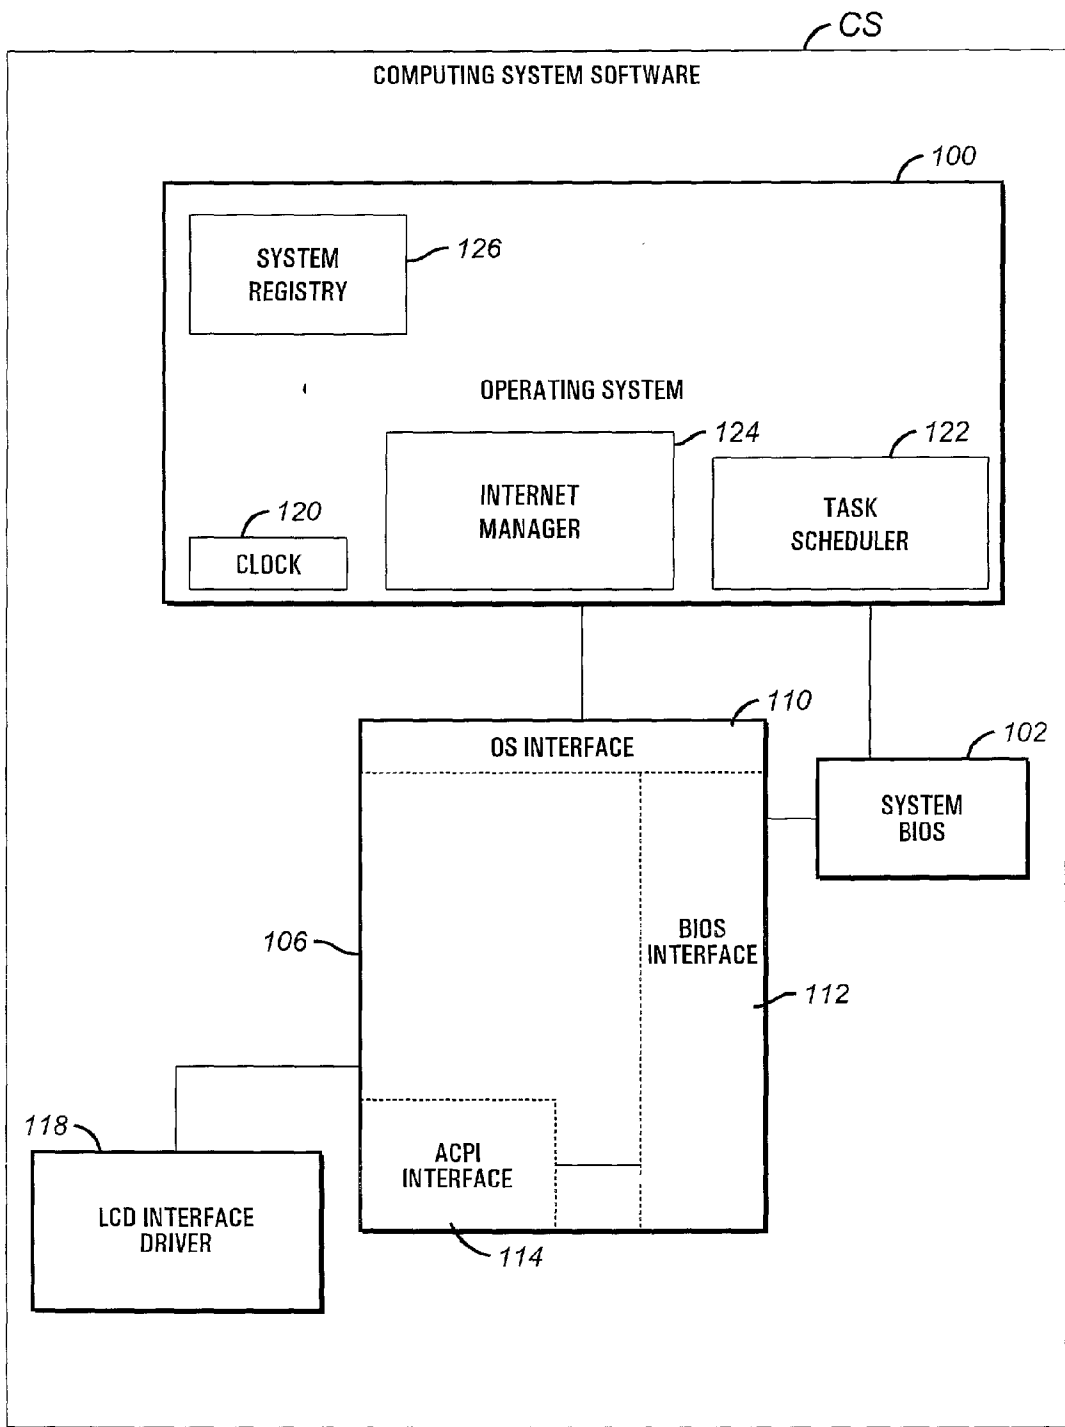 CS
COMPUTING SYSTEM SOFTWARE
100
SYSTEM
REGISTRY
126
OPERATING SYSTEM
124
122
INTERNET
MANAGER
TASK
SCHEDULER
120
CLOCK
110
OS INTERFACE
102
SYSTEM
BIOS
106
BIOS
INTERFACE
112
118
LCD INTERFACE
DRIVER
ACPI
INTERFACE
114